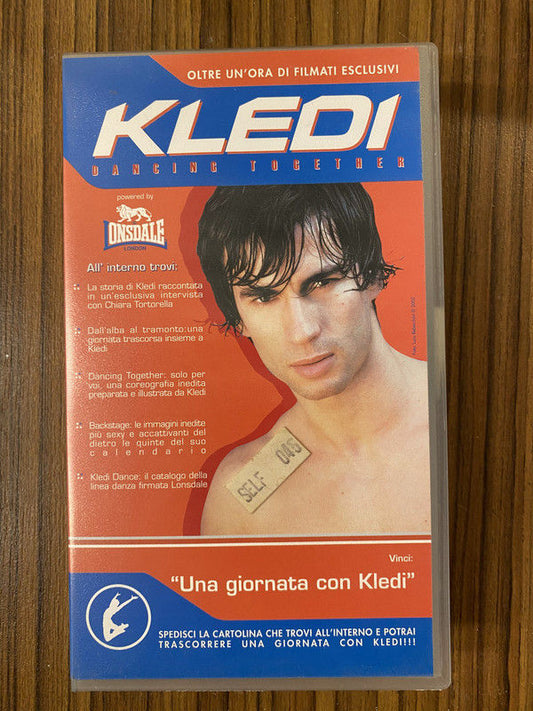 OLTRE UN'ORA DI FILMATI ESCLUSIVI
KLEDI
DANCING TOGETHER
powered by
LONSDALE
LONDON
All' interno trovi:
La storia di Kledi raccontata
in un'esclusiva intervista
con Chiara Tortorella
Dall'alba al tramonto:una
giornata trascorsa insieme a
Kledi
Dancing Together: solo per
voi, una coreografia inedita
preparata e illustrata da Kledi
Backstage: le immagini inedite
più sexy e accattivanti del
dietro le quinte del suo
calendario
Kledi Dance: il catalogo della
linea danza firmata Lonsdale
SELF 046
Vinci:
"Una giornata con Kledi"
SPEDISCI LA CARTOLINA CHE TROVI ALL'INTERNO E POTRAI
TRASCORRERE UNA GIORNATA CON KLEDI!!!